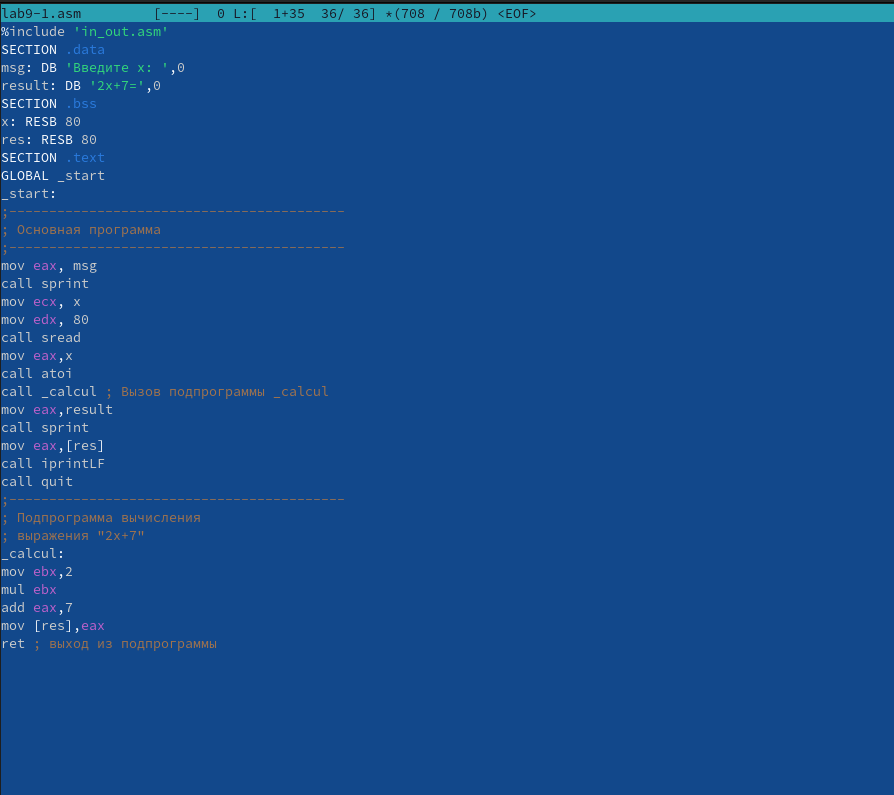 lab9-1.asm [----] 0 L:[ 1+35 36/ 36] *(708 / 708b) <EOF>
%include 'in_out.asm'
SECTION .data
msg: DB 'Введите x: ',0
result: DB '2x+7=',0
SECTION .bss
x: RESB 80
res: RESB 80
SECTION .text
GLOBAL _start
_start:
;------------------------------------------
; Основная программа
;------------------------------------------
mov eax, msg
call sprint
mov ecx, x
mov edx, 80
call sread
mov eax,x
call atoi
call _calcul ; Вызов подпрограммы _calcul
mov eax,result
call sprint
mov eax,[res]
call iprintLF
call quit
;------------------------------------------
; Подпрограмма вычисления
; выражения "2x+7"
_calcul:
mov ebx,2
mul ebx
add eax,7
mov [res],eax
ret ; выход из подпрограммы